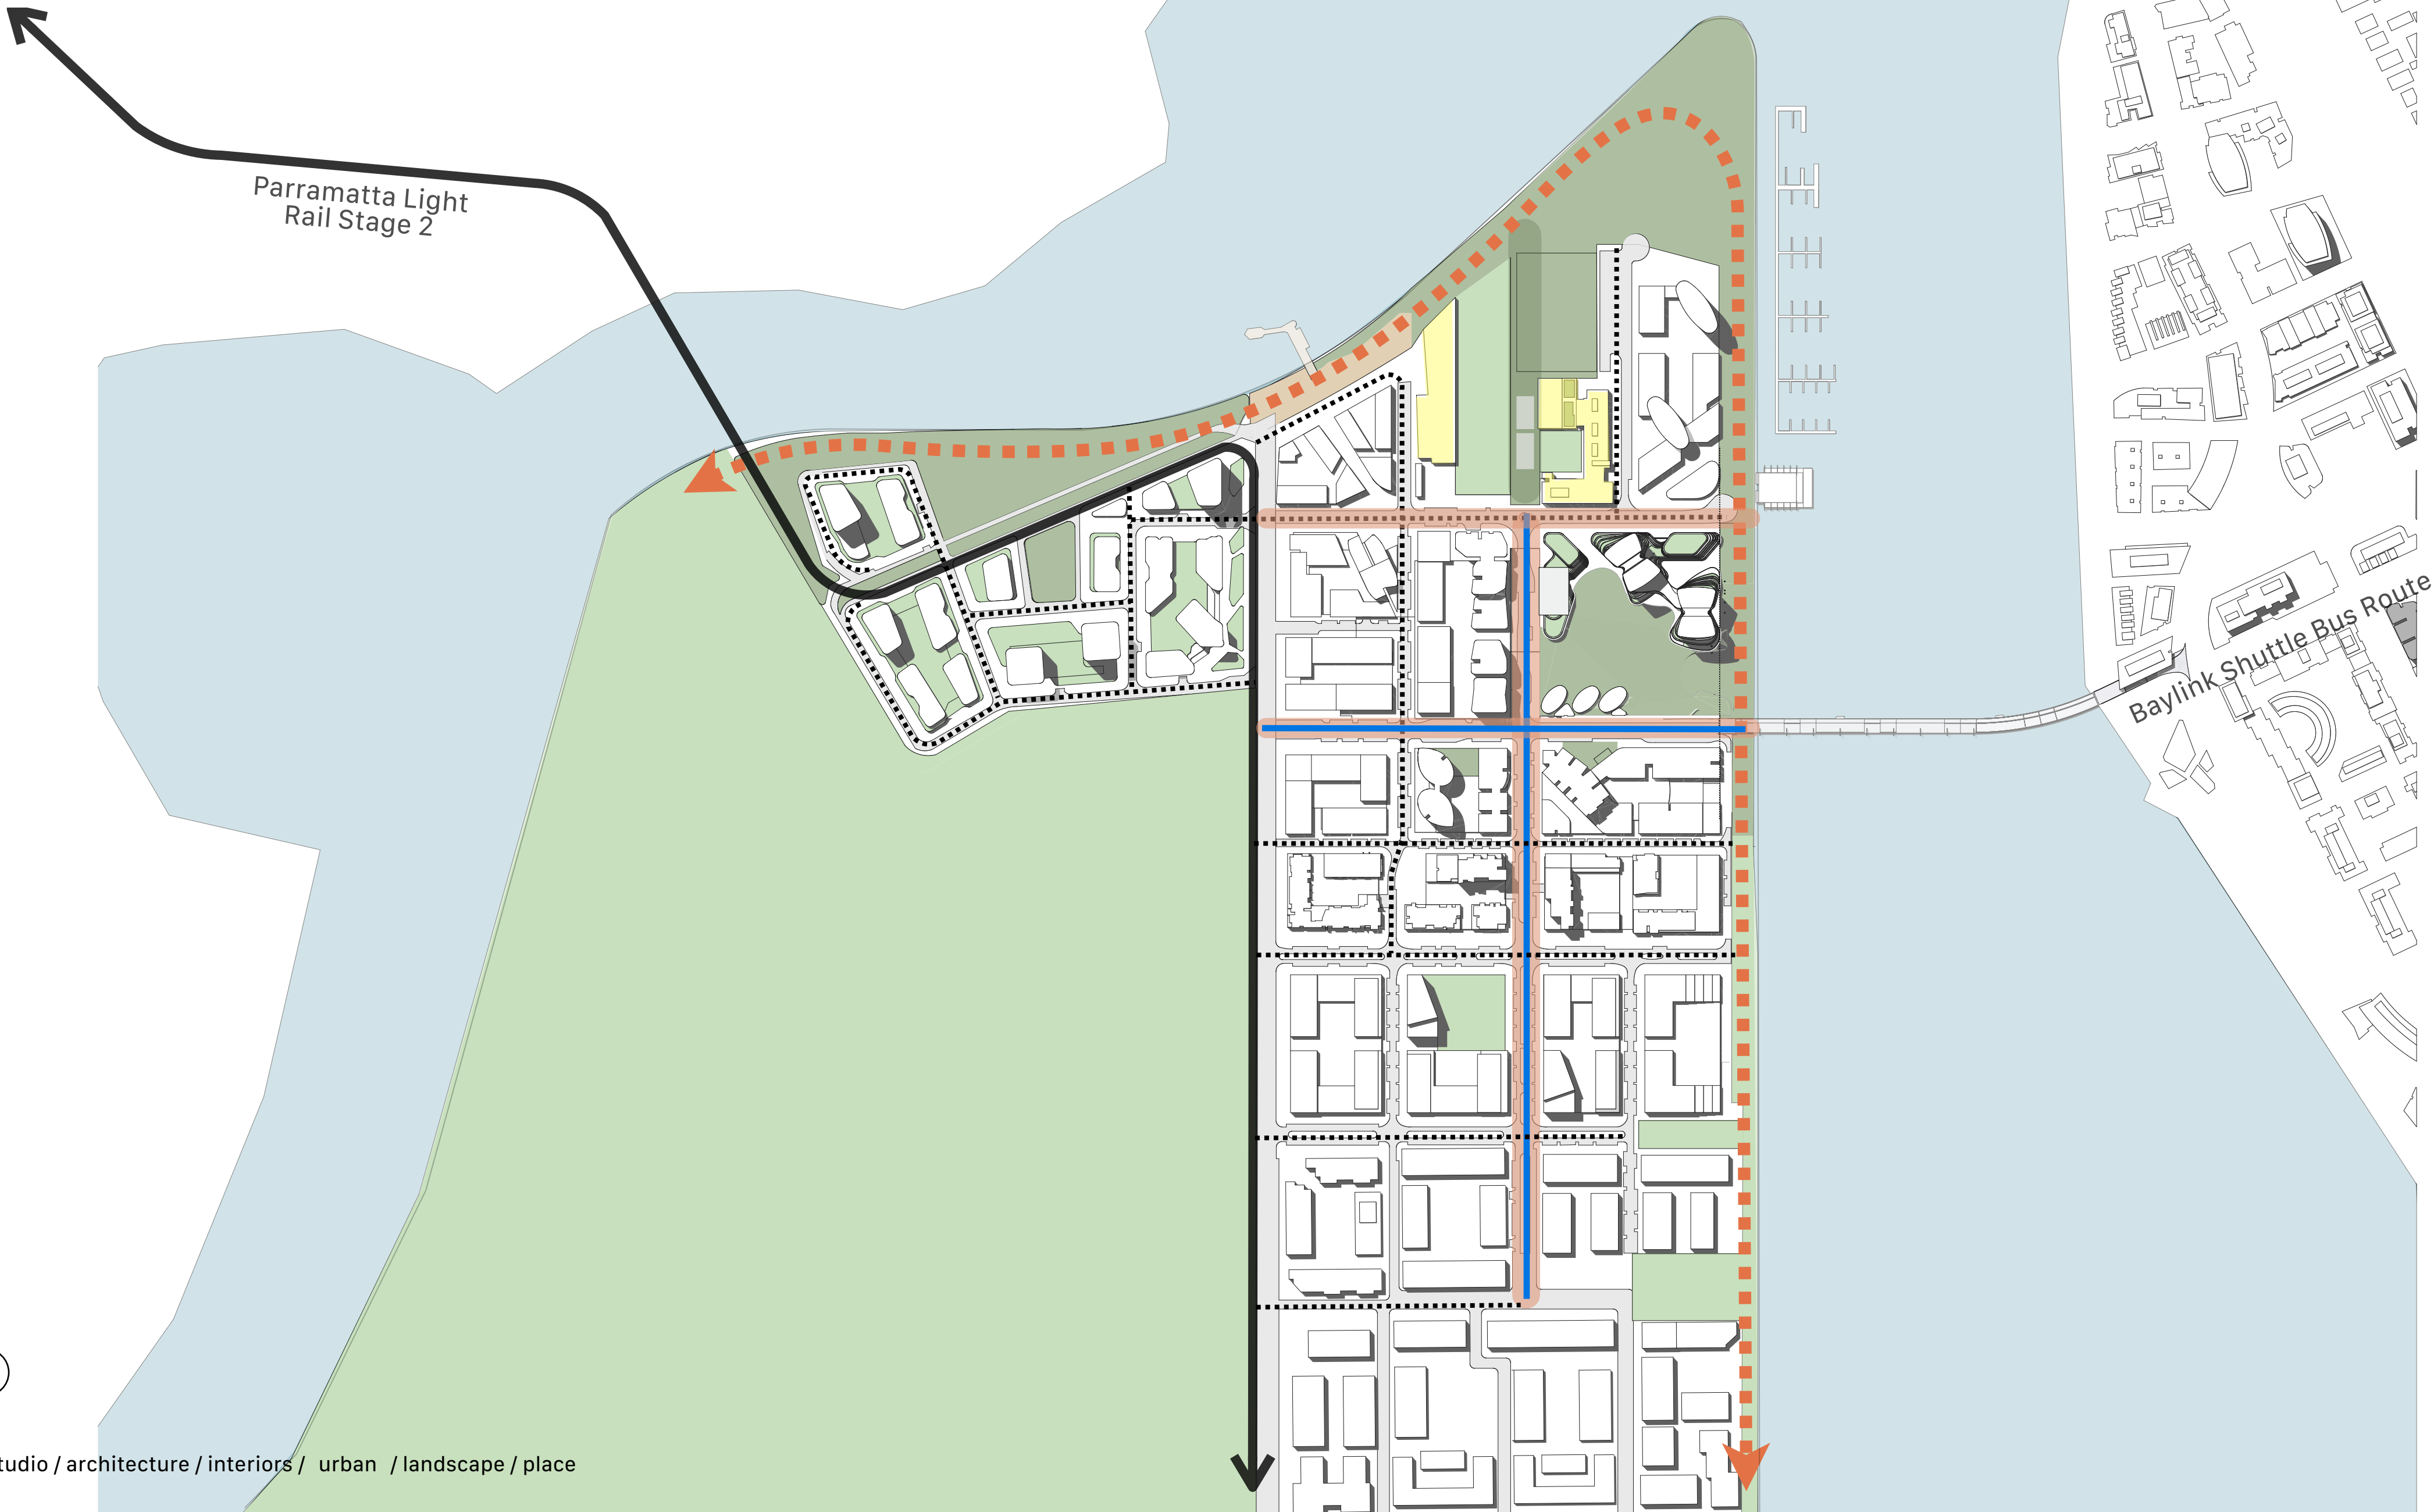 Parramatta Light
Rail Stage 2
Baylink Shuttle Bus Route
tudio / architecture / interiors / urban / landscape / place